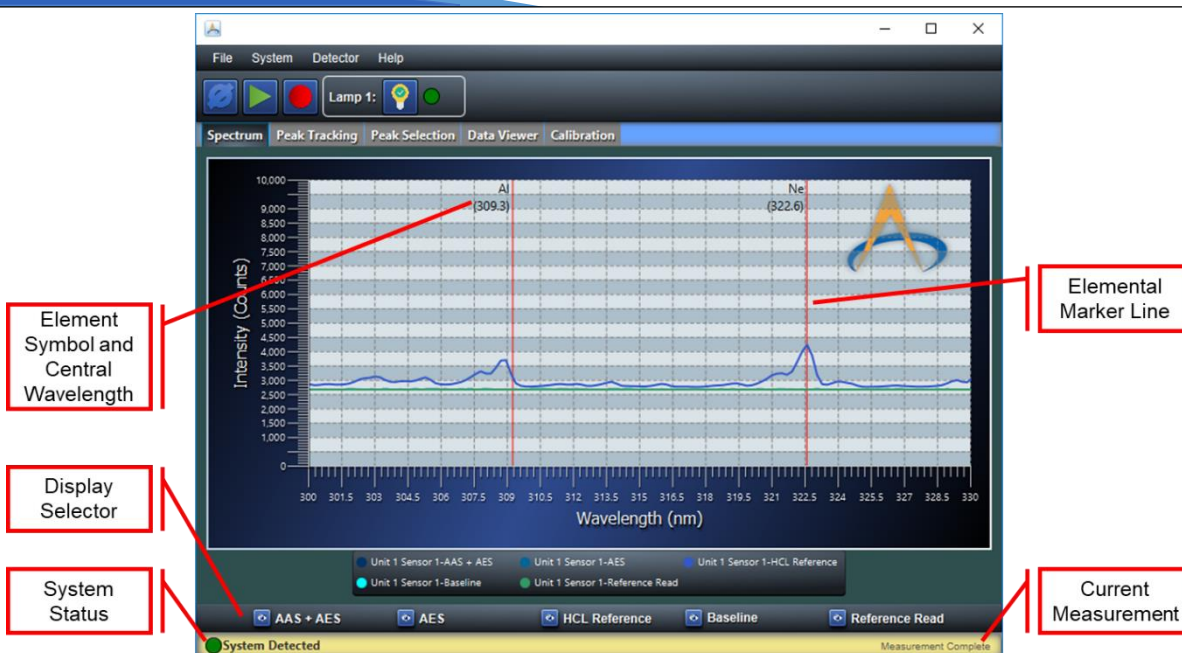 File System Detector Help
Lamp 1:
Spectrum Peak Tracking Peak Selection Data Viewer Calibration
10,000
9,000
8,500
8,000
7,500
7,000
6,500
6,000
5,500
5,000
4,500
4,000
3,500
3,000
2,500
2,000
1,500
1,000
0
Intensity (Counts)
Al
(309.3)
Ne
(322.6)
300 301.5 303 304.5 306 307.5 309 310.5 312 313.5 315 316.5 318 319.5 321 322.5 324 325.5 327 328.5 330
Wavelength (nm)
Unit 1 Sensor 1-AAS + AES Unit 1 Sensor 1-AES Unit 1 Sensor 1-HCL Reference
Unit 1 Sensor 1-Baseline Unit 1 Sensor 1-Reference Read
AAS + AES AES HCL Reference Baseline Reference Read
System Detected Measurement Complete
Element
Symbol and
Central
Wavelength
Display
Selector
System
Status
Elemental
Marker Line
Current
Measurement